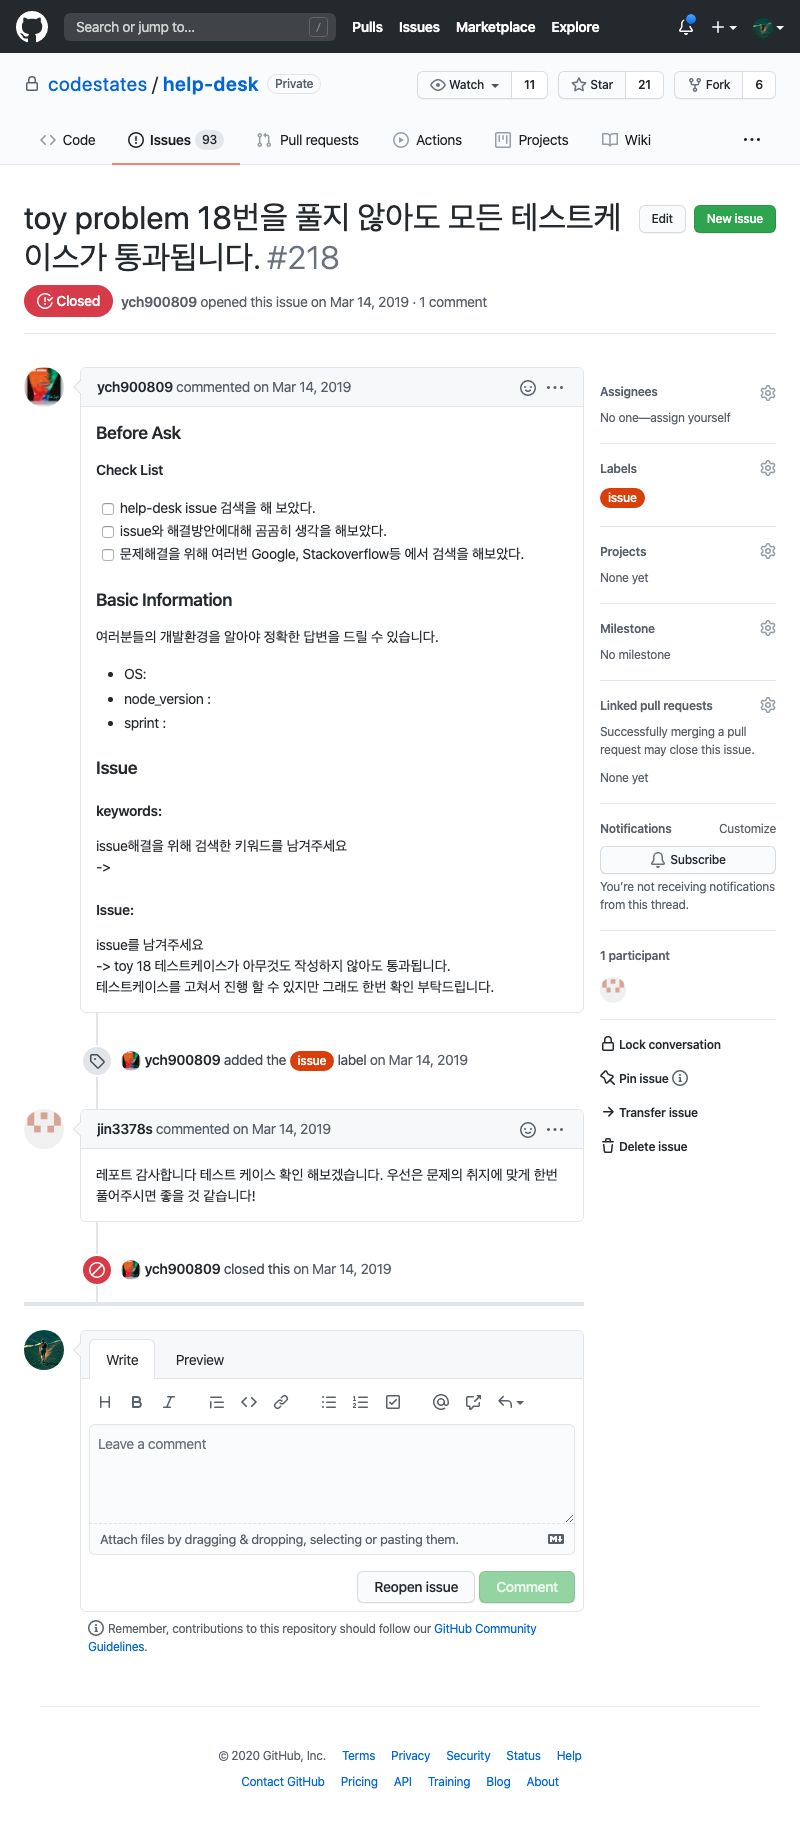 Search or jump to... / Pulls Issues Marketplace Explore
codestates / help-desk Private Watch 11 Star 21 Fork 6
Code Issues 93 Pull requests Actions Projects Wiki ...
toy problem 18번을 풀지 않아도 모든 테스트케
이스가 통과됩니다. #218
Edit New issue
Closed ych900809 opened this issue on Mar 14, 2019 · 1 comment
ych900809 commented on Mar 14, 2019
Before Ask
Check List
help-desk issue 검색을 해 보았다.
issue와 해결방안에대해 곰곰히 생각을 해보았다.
문제해결을 위해 여러번 Google, Stackoverflow등 에서 검색을 해보았다.
Basic Information
여러분들의 개발환경을 알아야 정확한 답변을 드릴 수 있습니다.
• OS:
• node_version :
• sprint :
Issue
keywords:
issue해결을 위해 검색한 키워드를 남겨주세요
->
Issue:
issue를 남겨주세요
-> toy 18 테스트케이스가 아무것도 작성하지 않아도 통과됩니다.
테스트케이스를 고쳐서 진행 할 수 있지만 그래도 한번 확인 부탁드립니다.
ych900809 added the issue label on Mar 14, 2019
jin3378s commented on Mar 14, 2019
레포트 감사합니다 테스트 케이스 확인 해보겠습니다. 우선은 문제의 취지에 맞게 한번
풀어주시면 좋을 것 같습니다!
ych900809 closed this on Mar 14, 2019
Assignees
No one—assign yourself
Labels
issue
Projects
None yet
Milestone
No milestone
Linked pull requests
Successfully merging a pull
request may close this issue.
None yet
Notifications Customize
Subscribe
You're not receiving notifications
from this thread.
1 participant
Lock conversation
Pin issue
Transfer issue
Delete issue
Write Preview
H B I
Leave a comment
Attach files by dragging & dropping, selecting or pasting them.
Reopen issue Comment
Remember, contributions to this repository should follow our GitHub Community
Guidelines.
© 2020 GitHub, Inc. Terms Privacy Security Status Help
Contact GitHub Pricing API Training Blog About